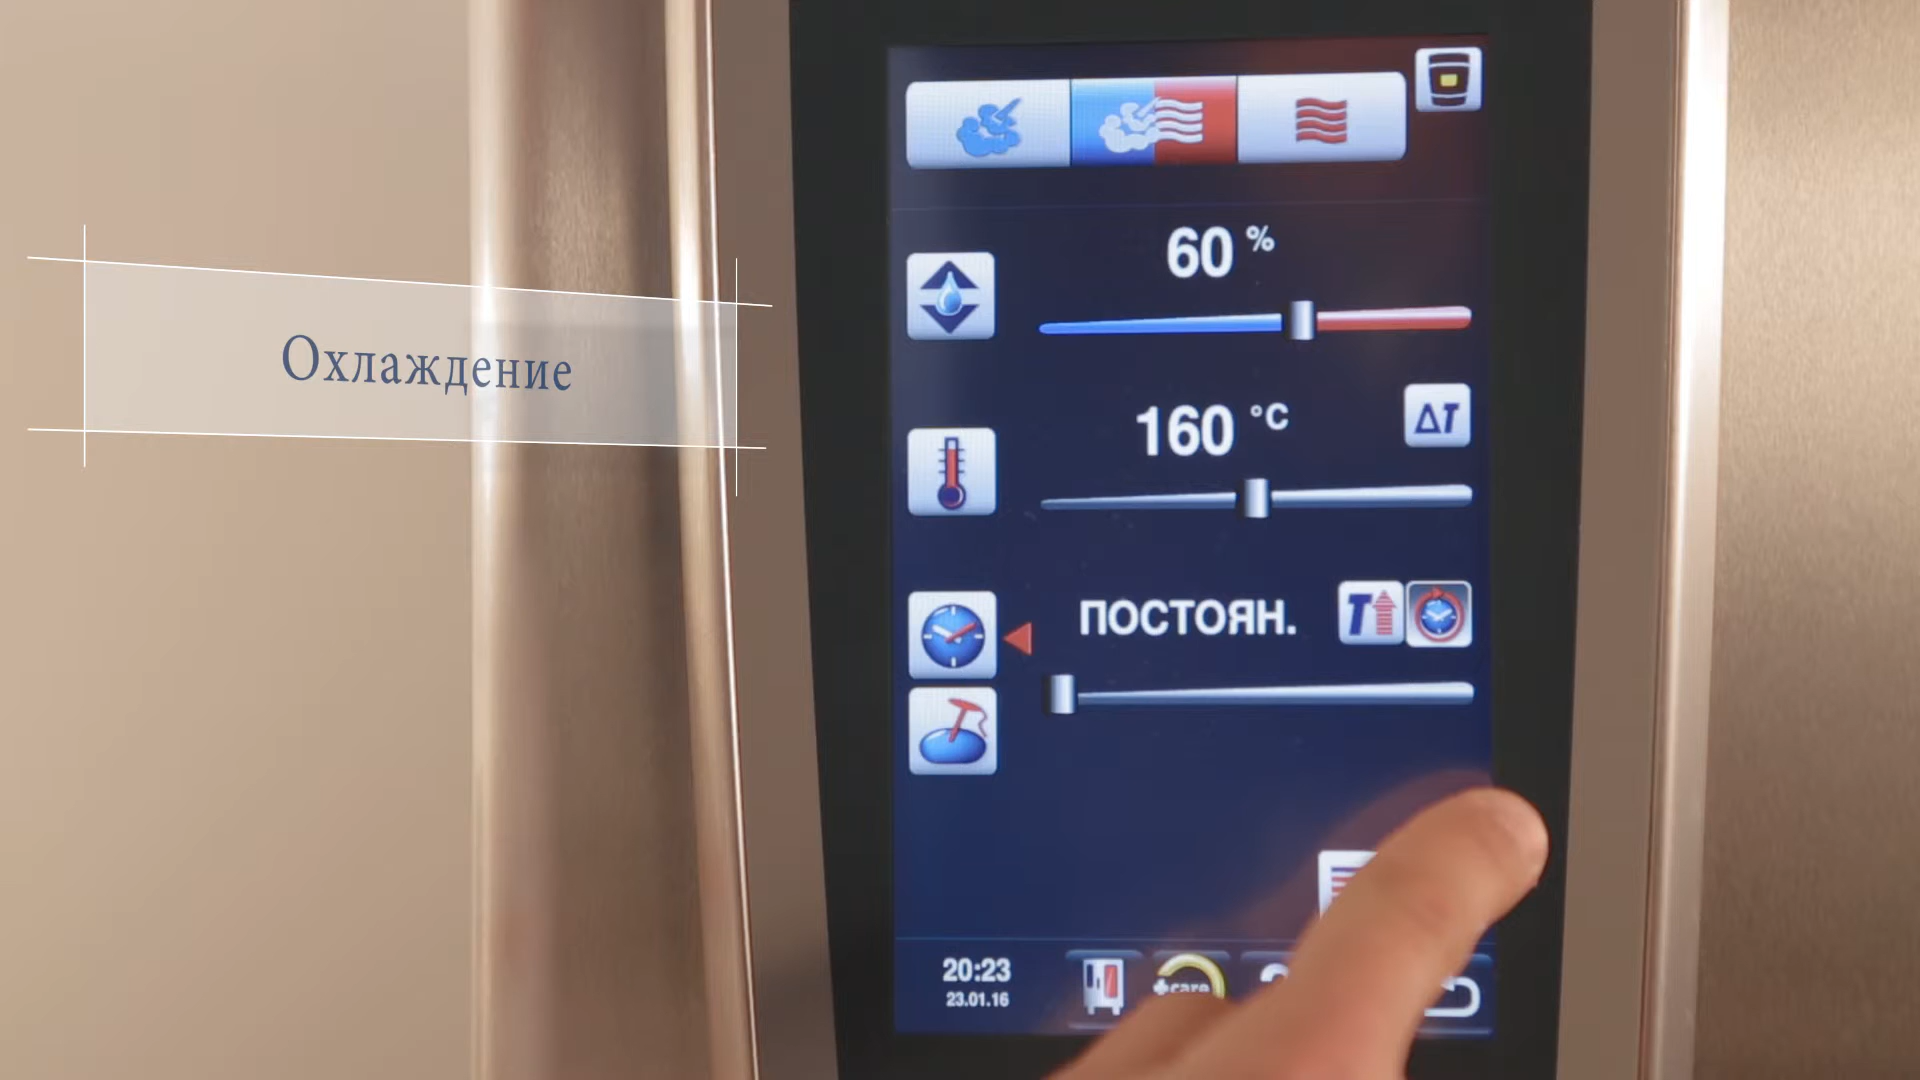 Охлаждение
60 %
160 °C
ΔT
ПОСТОЯН.
T
20:23
23.01.16
+care